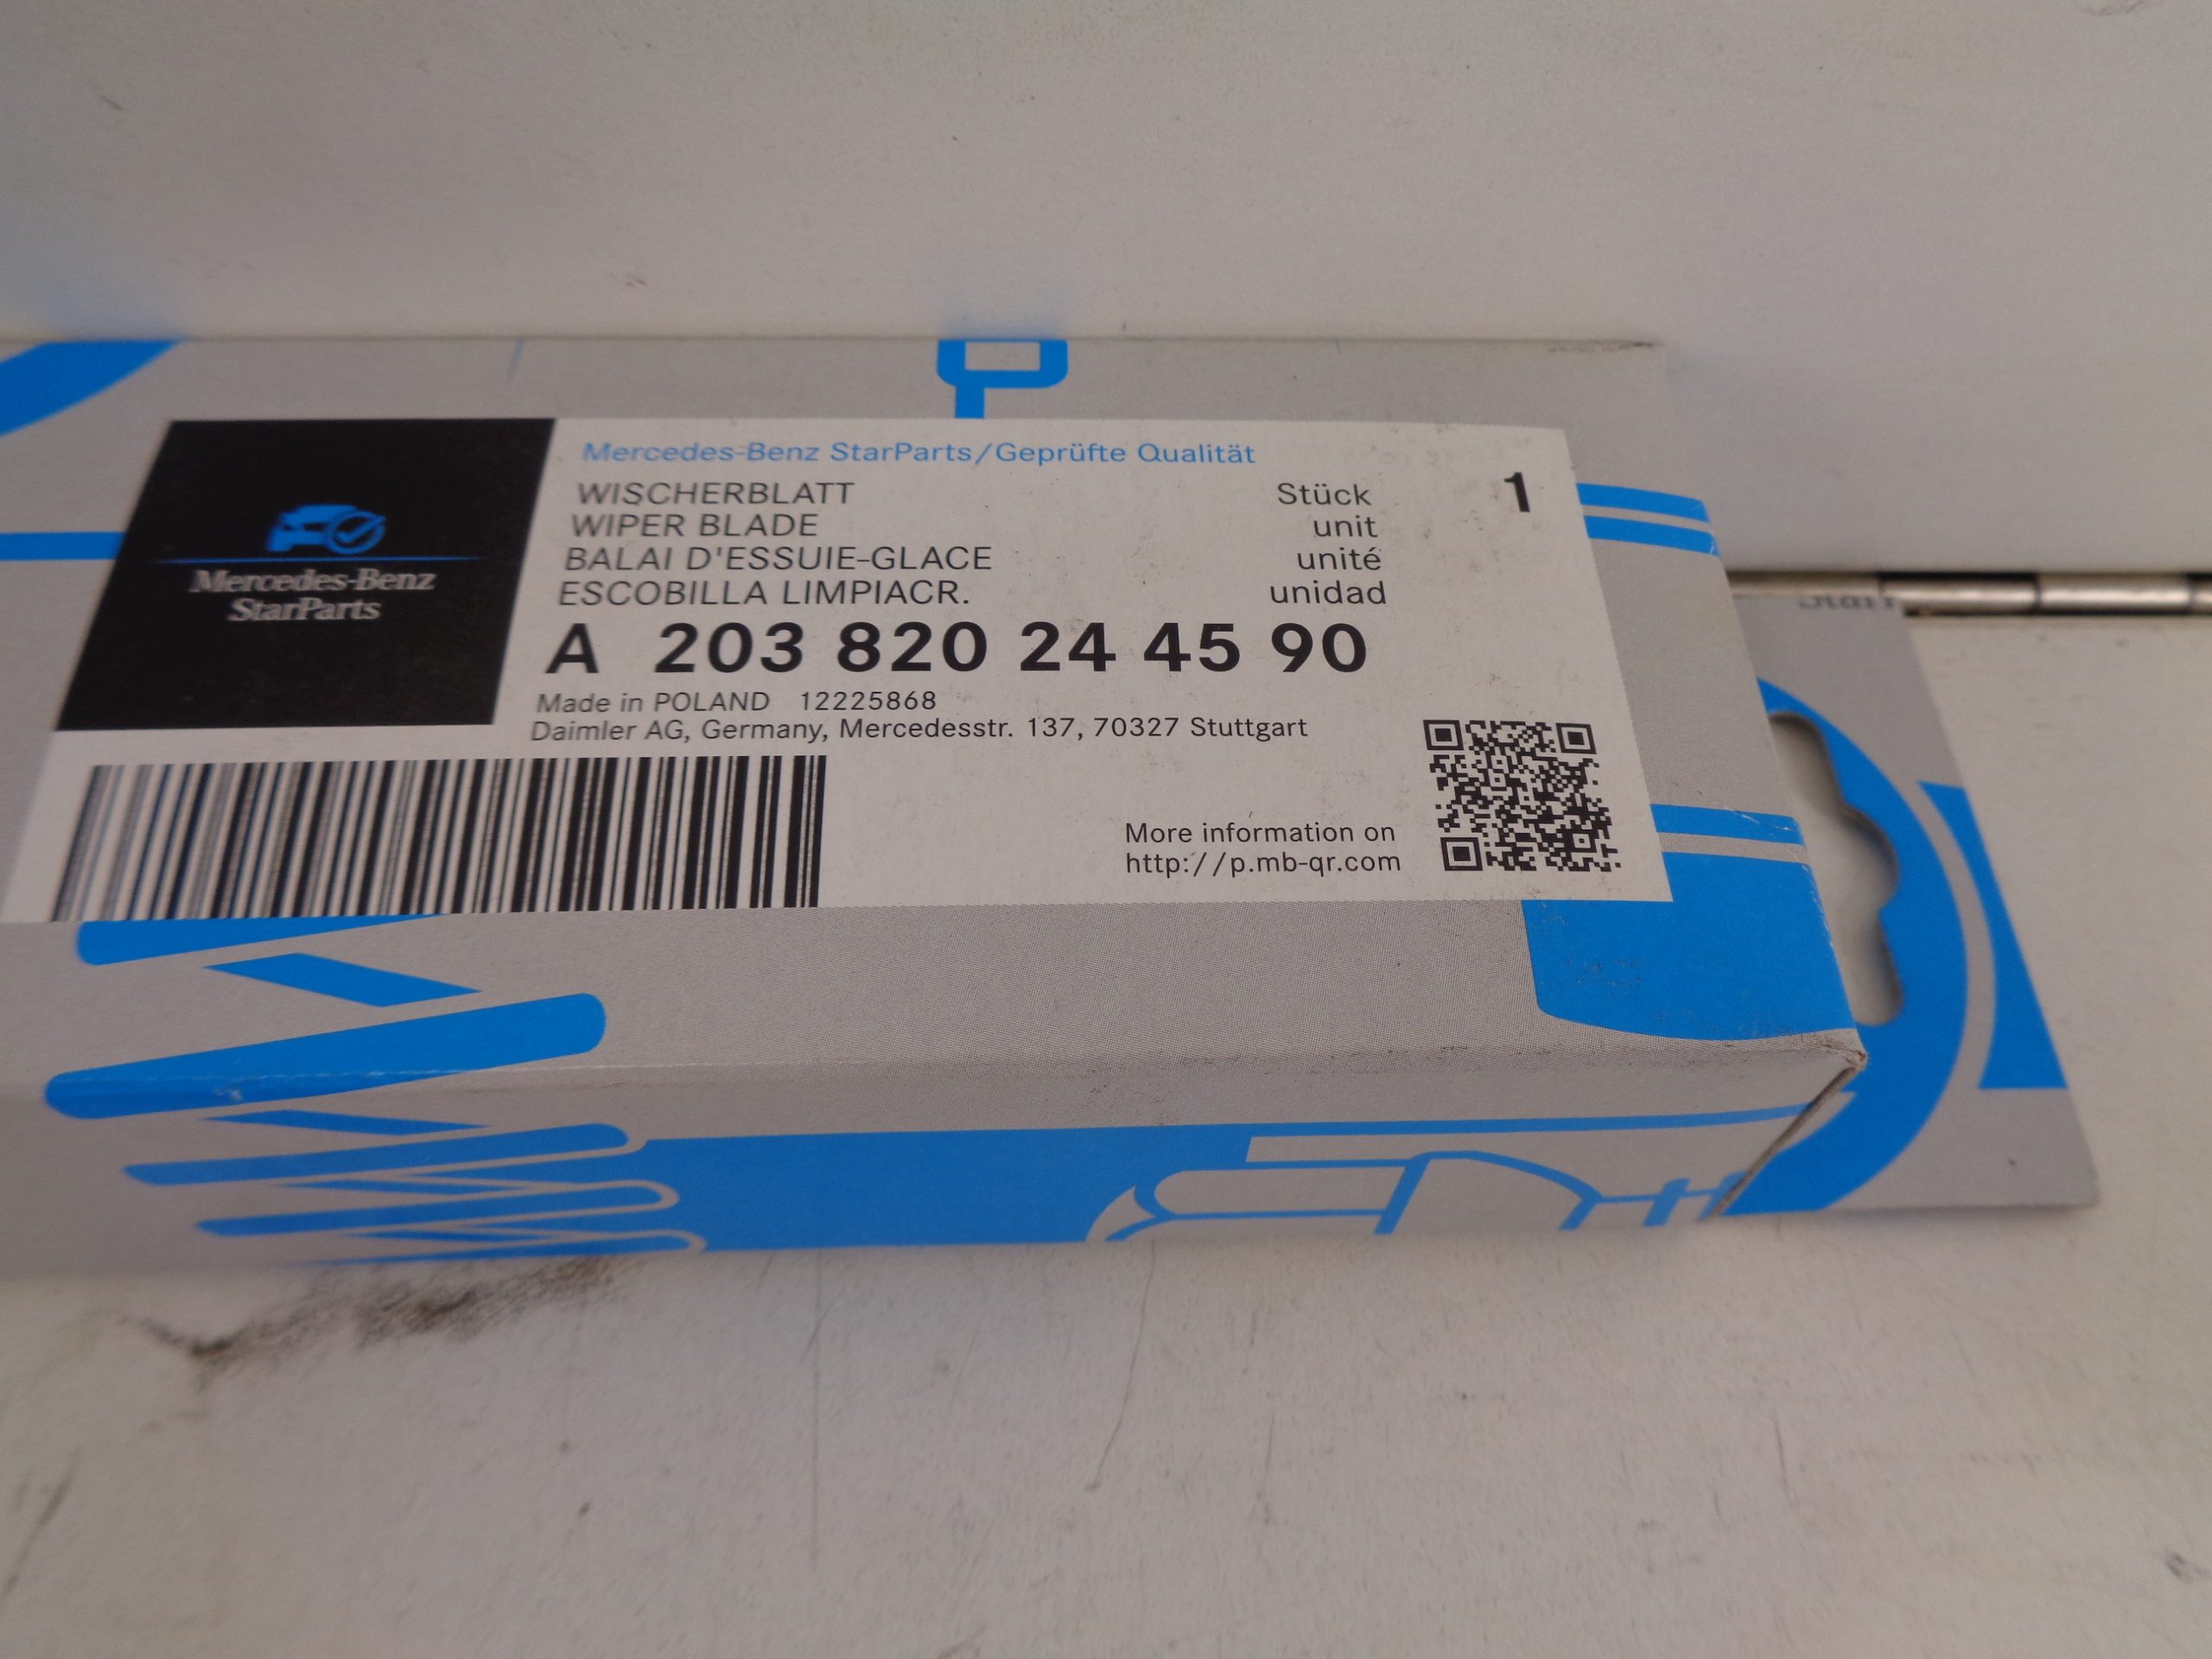 Mercedes-Benz
StarParts
Mercedes-Benz StarParts/Geprüfte Qualität
WISCHERBLATT Stück 1
WIPER BLADE unit
BALAI D'ESSUIE-GLACE unité
ESCOBILLA LIMPIACR. unidad
A 203 820 24 45 90
Made in POLAND 12225868
Daimler AG, Germany, Mercedesstr. 137, 70327 Stuttgart
More information on
http://p.mb-qr.com